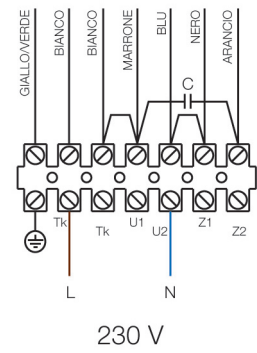 GIALLO/VERDE
BIANCO
BIANCO
MARRONE
BLU
NERO
ARANCIO
C
Tk
Tk
U1
U2
Z1
Z2
L
N
230 V